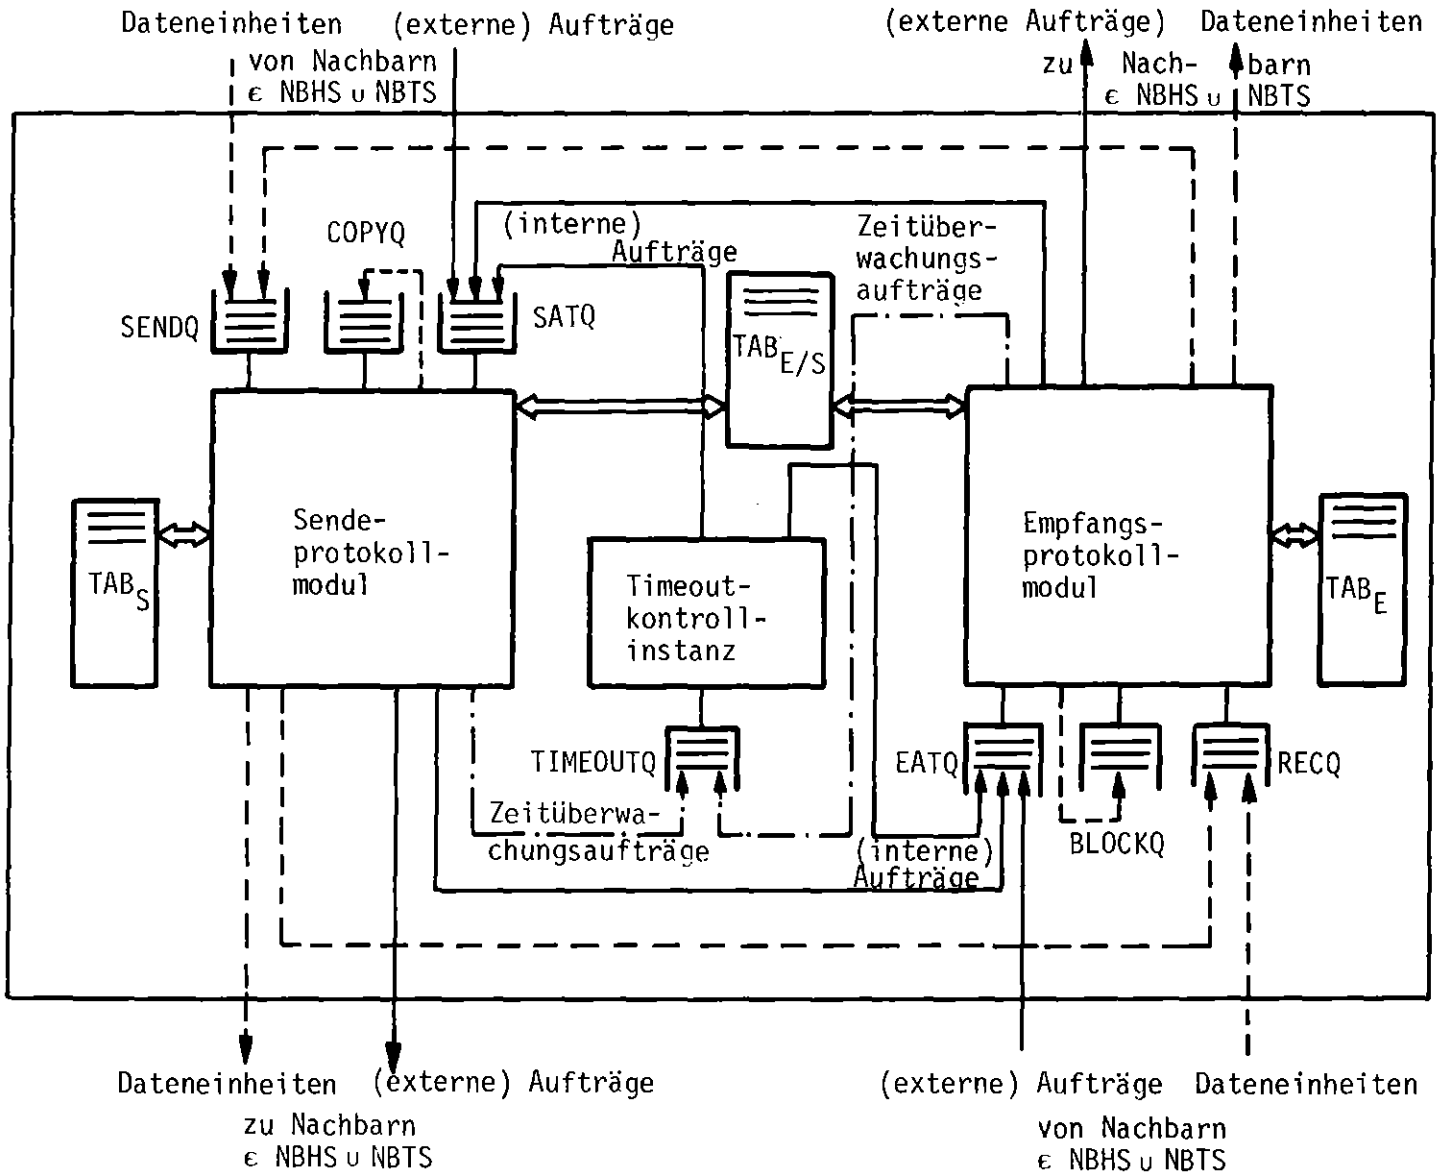 Dateneinheiten (externe) Aufträge
von Nachbarn
ϵ NBHS ∪ NBTS
(externe Aufträge) Dateneinheiten
zu Nach- barn
ϵ NBHS ∪ NBTS
(interne)
Aufträge
COPYQ
SENDQ
SATQ
Zeitüber-
wachungs-
aufträge
TAB E/S
Sende-
protokoll-
modul
TAB S
Timeout-
kontroll-
instanz
Empfangs-
protokoll-
modul
TAB E
TIMEOUTQ
EATQ
RECQ
BLOCKQ
Zeitüberwa-
chungsaufträge
(interne)
Aufträge
Dateneinheiten (externe) Aufträge
zu Nachbarn
ϵ NBHS ∪ NBTS
(externe) Aufträge Dateneinheiten
von Nachbarn
ϵ NBHS ∪ NBTS